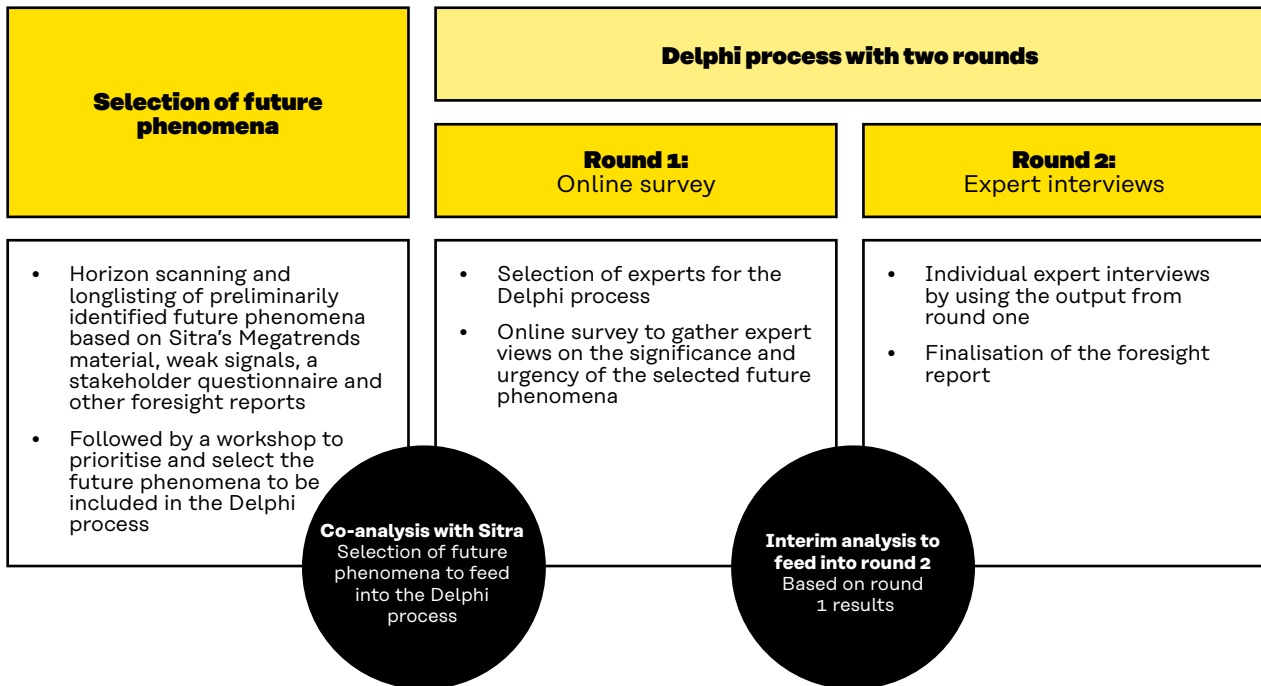 Selection of future
phenomena
Delphi process with two rounds
Round 1:
Online survey
Round 2:
Expert interviews
• Horizon scanning and
longlisting of preliminarily
identified future phenomena
based on Sitra's Megatrends
material, weak signals, a
stakeholder questionnaire and
other foresight reports
• Followed by a workshop to
prioritise and select the
future phenomena to be
included in the Delphi
process
• Selection of experts for the
Delphi process
• Online survey to gather expert
views on the significance and
urgency of the selected future
phenomena
• Individual expert interviews
by using the output from
round one
• Finalisation of the foresight
report
Co-analysis with Sitra
Selection of future
phenomena to feed
into the Delphi
process
Interim analysis to
feed into round 2
Based on round
1 results